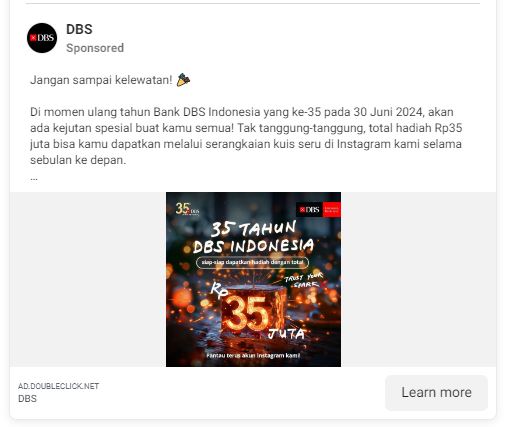 DBS
DBS
Sponsored
Jangan sampai kelewatan!
Di momen ulang tahun Bank DBS Indonesia yang ke-35 pada 30 Juni 2024, akan
ada kejutan spesial buat kamu semua! Tak tanggung-tanggung, total hadiah Rp35
juta bisa kamu dapatkan melalui serangkaian kuis seru di Instagram kami selama
sebulan ke depan.
...
35 DBS
DBS
35 TAHUN
DBS INDONESIA
siap-siap dapatkan hadiah dengan total
TRUST YOUR
SPARK
Rp
35
JUTA
Pantau terus akun Instagram kami!
AD.DOUBLECLICK.NET
DBS
Learn more